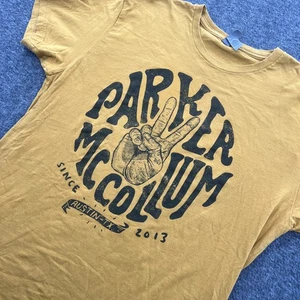 PARKER
MCCOLLUM
SINCE 2013
AUSTIN-TX